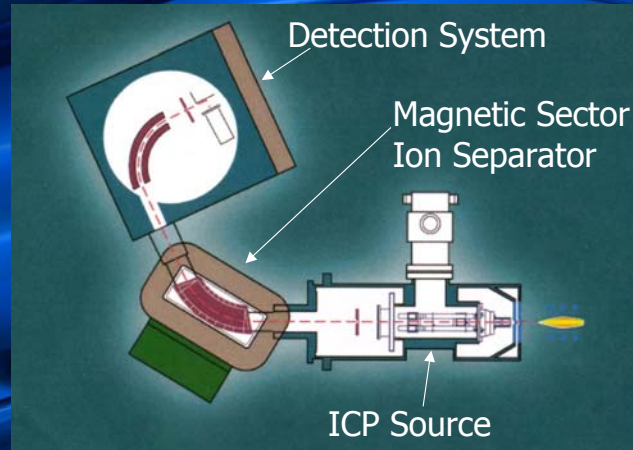 Detection System
Magnetic Sector
Ion Separator
ICP Source